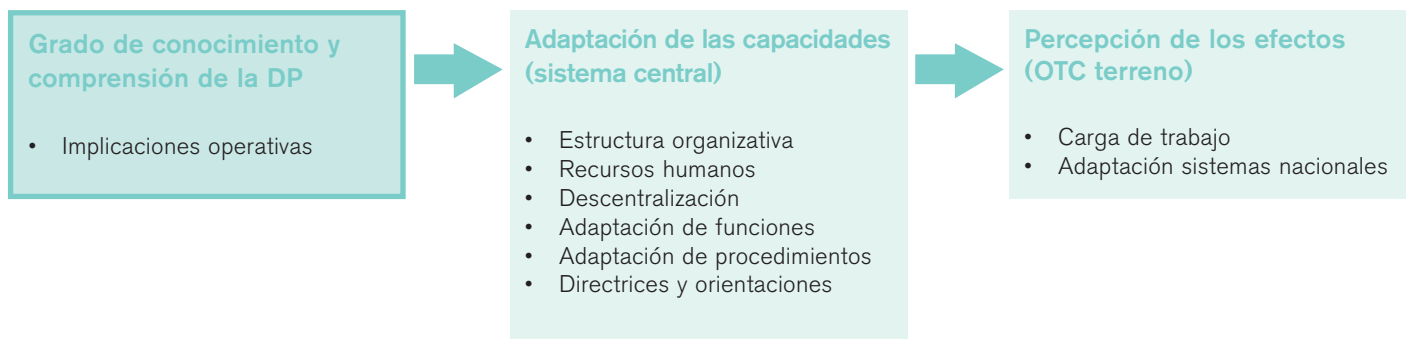 Grado de conocimiento y
comprensión de la DP
• Implicaciones operativas
Adaptación de las capacidades
(sistema central)
• Estructura organizativa
• Recursos humanos
• Descentralización
• Adaptación de funciones
• Adaptación de procedimientos
• Directrices y orientaciones
Percepción de los efectos
(OTC terreno)
• Carga de trabajo
• Adaptación sistemas nacionales